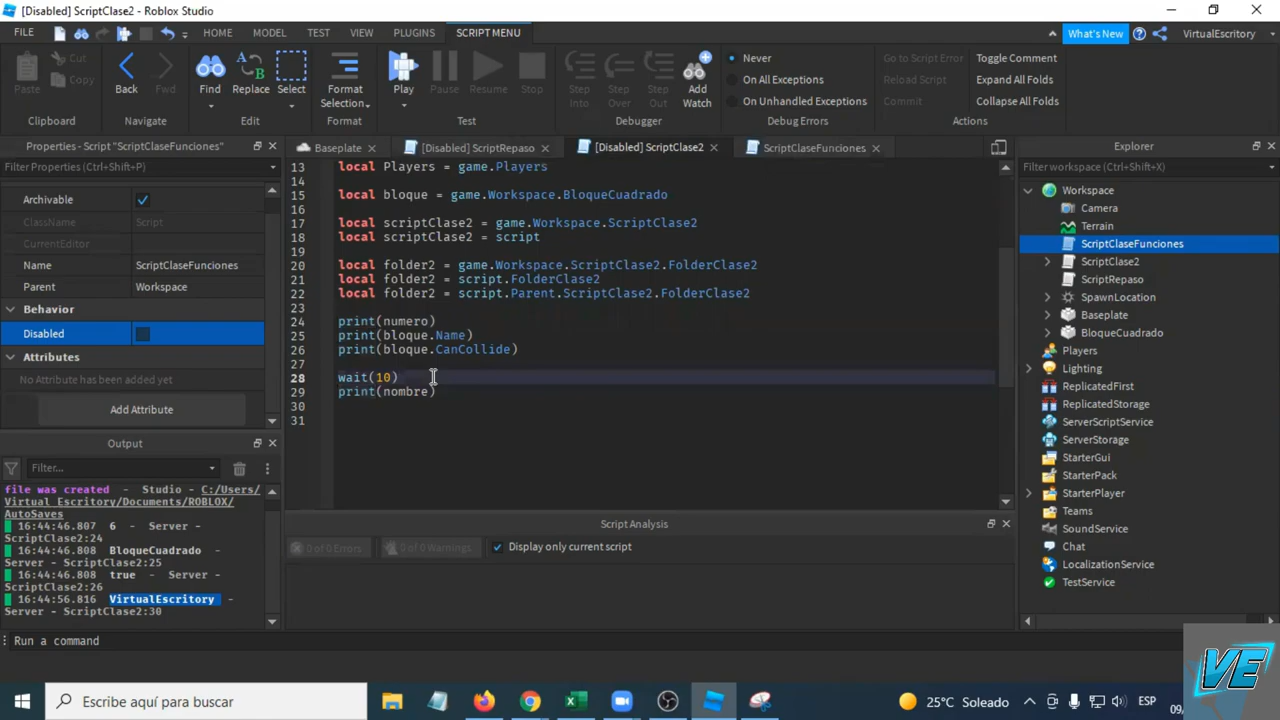 [Disabled] ScriptClase2 - Roblox Studio
FILE HOME MODEL TEST VIEW PLUGINS SCRIPT MENU What's New VirtualEscritory
Paste Cut Copy Back Fwd Find Replace Select Format Selection Play Pause Resume Stop Step Into Step Over Step Out Add Watch
Never
On All Exceptions
On Unhandled Exceptions
Go to Script Error
Reload Script
Commit
Toggle Comment
Expand All Folds
Collapse All Folds
Clipboard Navigate Edit Format Test Debugger Debug Errors Actions
Properties - Script "ScriptClaseFunciones"
Filter Properties (Ctrl+Shift+P)
Archivable
ClassName Script
CurrentEditor
Name ScriptClaseFunciones
Parent Workspace
Behavior
Disabled
Attributes
No Attribute has been added yet
Add Attribute
Output
Filter...
file was created - Studio - C:/Users/
Virtual Escritory/Documents/ROBLOX/
AutoSaves
16:44:46.807 6 - Server -
ScriptClase2:24
16:44:46.808 BloqueCuadrado -
Server - ScriptClase2:25
16:44:46.808 true - Server -
ScriptClase2:26
16:44:56.816 VirtualEscritory -
Server - ScriptClase2:30
Baseplate [Disabled] ScriptRepaso [Disabled] ScriptClase2 ScriptClaseFunciones
13 local Players = game.Players
14
15 local bloque = game.Workspace.BloqueCuadrado
16
17 local scriptClase2 = game.Workspace.ScriptClase2
18 local scriptClase2 = script
19
20 local folder2 = game.Workspace.ScriptClase2.FolderClase2
21 local folder2 = script.FolderClase2
22 local folder2 = script.Parent.ScriptClase2.FolderClase2
23
24 print(numero)
25 print(bloque.Name)
26 print(bloque.CanCollide)
27
28 wait(10)
29 print(nombre)
30
31
Script Analysis
0 of 0 Errors 0 of 0 Warnings Display only current script
Explorer
Filter workspace (Ctrl+Shift+X)
Workspace
Camera
Terrain
ScriptClaseFunciones
ScriptClase2
ScriptRepaso
SpawnLocation
Baseplate
BloqueCuadrado
Players
Lighting
ReplicatedFirst
ReplicatedStorage
ServerScriptService
ServerStorage
StarterGui
StarterPack
StarterPlayer
Teams
SoundService
Chat
LocalizationService
TestService
Run a command
VE
Escribe aquí para buscar
25°C Soleado
ESP
09/